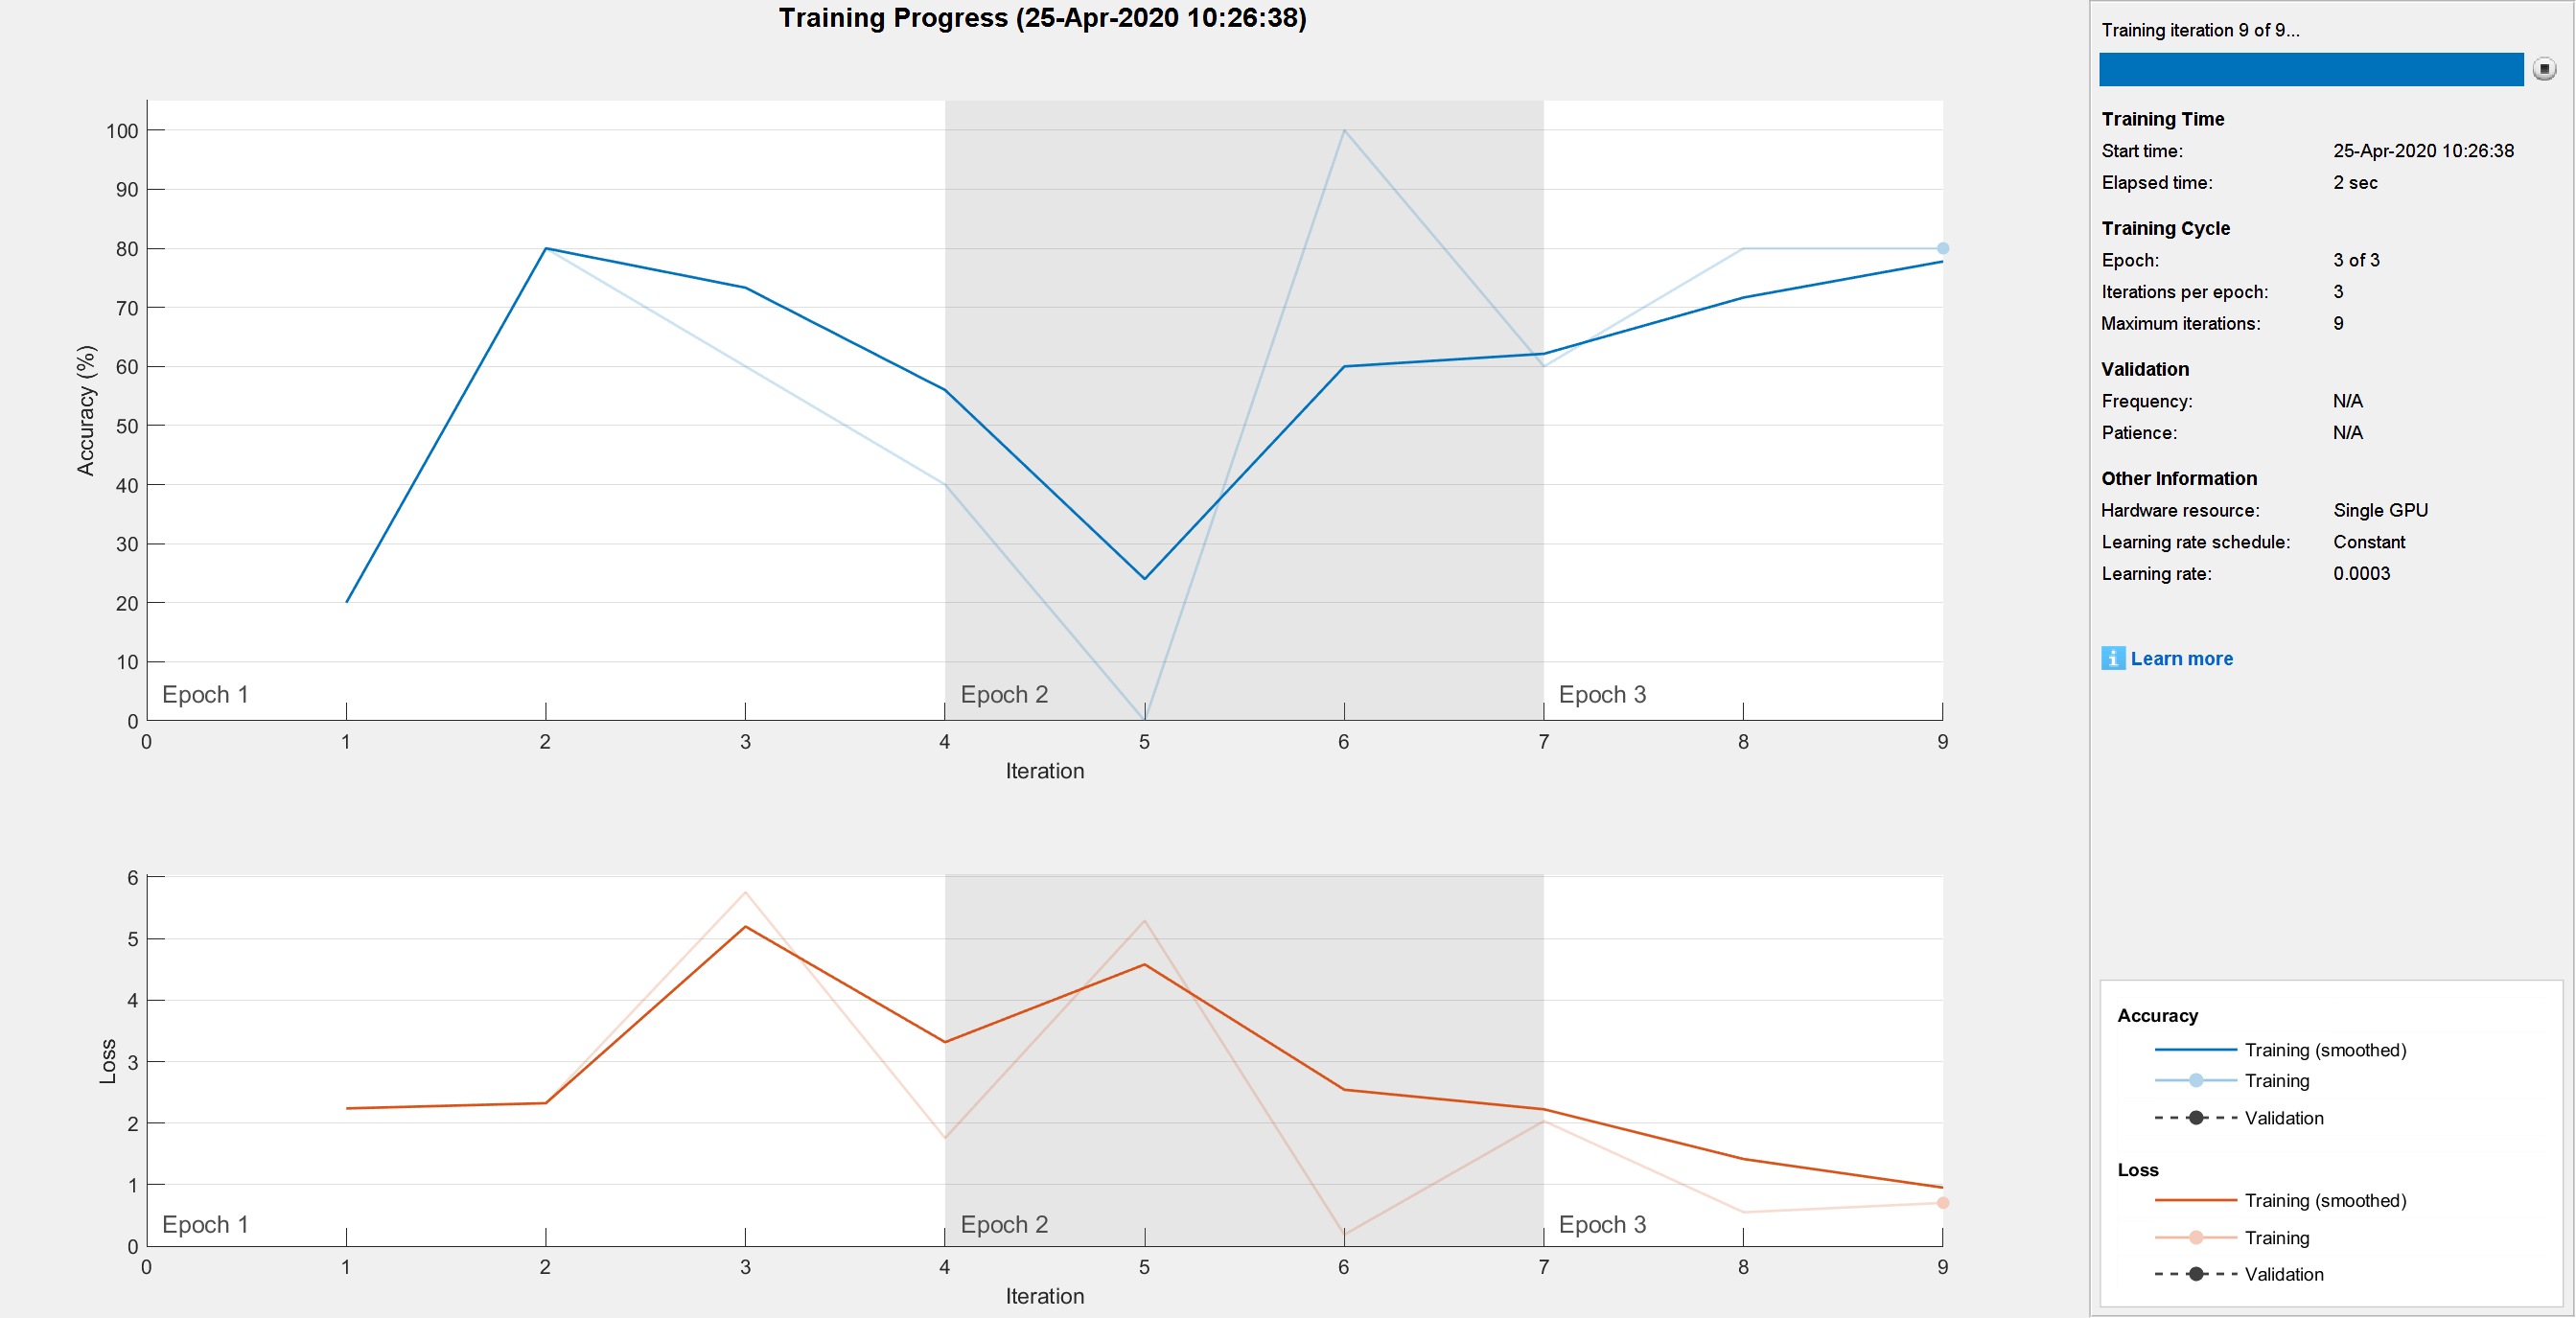 Training Progress (25-Apr-2020 10:26:38)
100
90
80
70
60
50
40
30
20
10
0
Accuracy (%)
Epoch 1
Epoch 2
Epoch 3
0 1 2 3 4 5 6 7 8 9
Iteration
6
5
4
3
2
1
0
Loss
Epoch 1
Epoch 2
Epoch 3
0 1 2 3 4 5 6 7 8 9
Iteration
Training iteration 9 of 9...
Training Time
Start time: 25-Apr-2020 10:26:38
Elapsed time: 2 sec
Training Cycle
Epoch: 3 of 3
Iterations per epoch: 3
Maximum iterations: 9
Validation
Frequency: N/A
Patience: N/A
Other Information
Hardware resource: Single GPU
Learning rate schedule: Constant
Learning rate: 0.0003
i Learn more
Accuracy
Training (smoothed)
Training
Validation
Loss
Training (smoothed)
Training
Validation